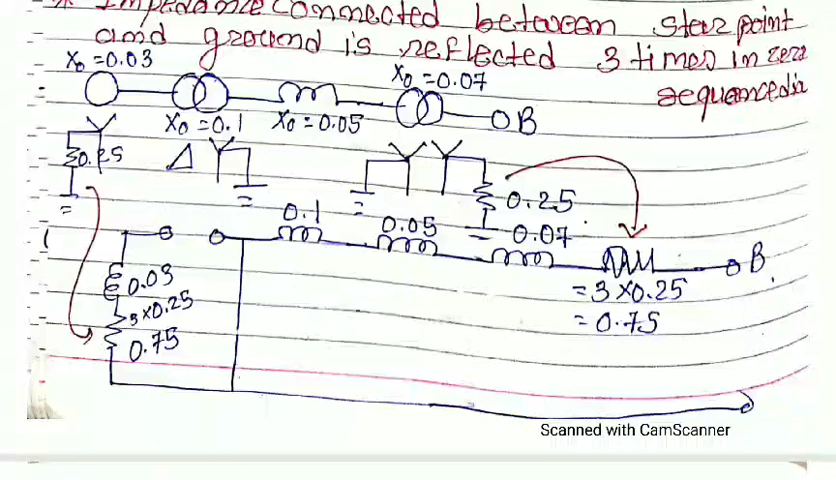 * Impedance connected between star point
and ground is reflected 3 times in zero
sequence dia
X₀ =0.03
X₀ =0.07
X₀ =0.1 X₀ = 0.05
B
Δ
0.25
0.25
0.1
0.05
0.07
B.
0.03
3×0.25
0.75
= 3×0.25
= 0.75
Scanned with CamScanner